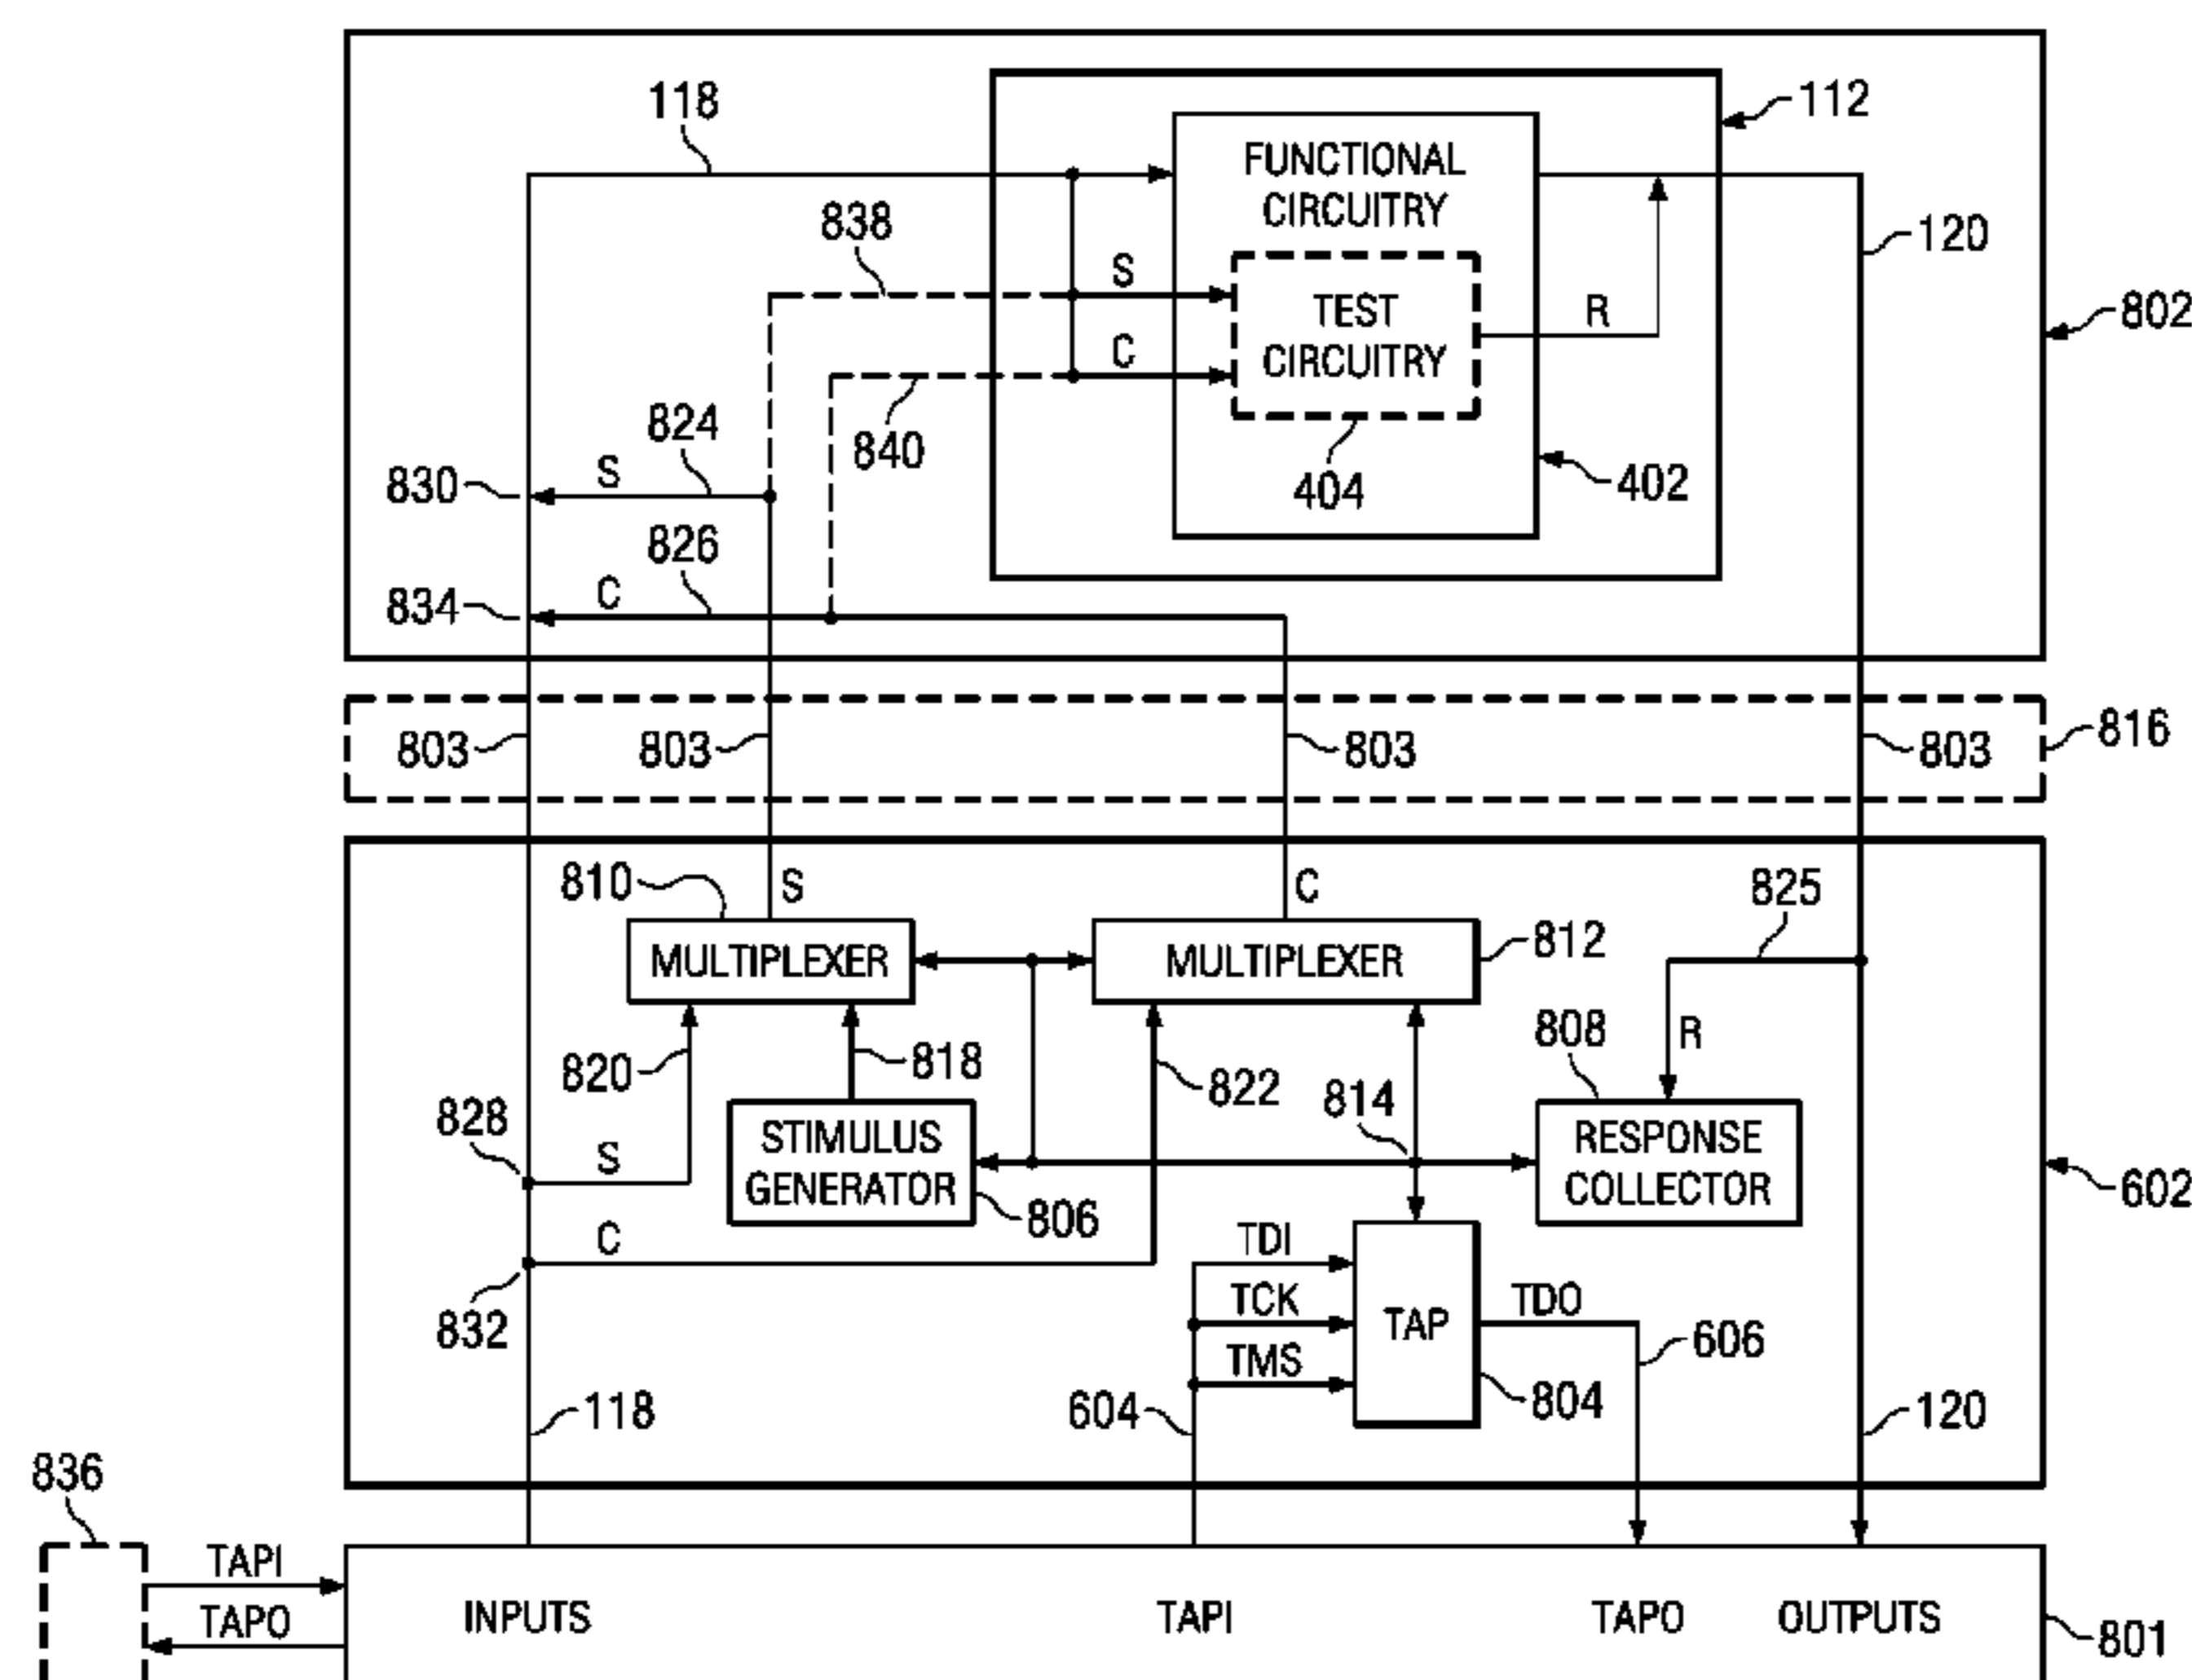 118
112
FUNCTIONAL
CIRCUITRY
838
120
S
TEST
CIRCUITRY
R
802
C
824
840
404
402
830
S
826
834
C
803
803
803
803
816
810
S
C
825
MULTIPLEXER
MULTIPLEXER
812
820
818
822
808
R
814
828
S
STIMULUS
GENERATOR
RESPONSE
COLLECTOR
602
806
C
TDI
832
TCK
TAP
TDO
606
TMS
118
604
804
120
836
TAPI
TAPO
INPUTS
TAPI
TAPO
OUTPUTS
801